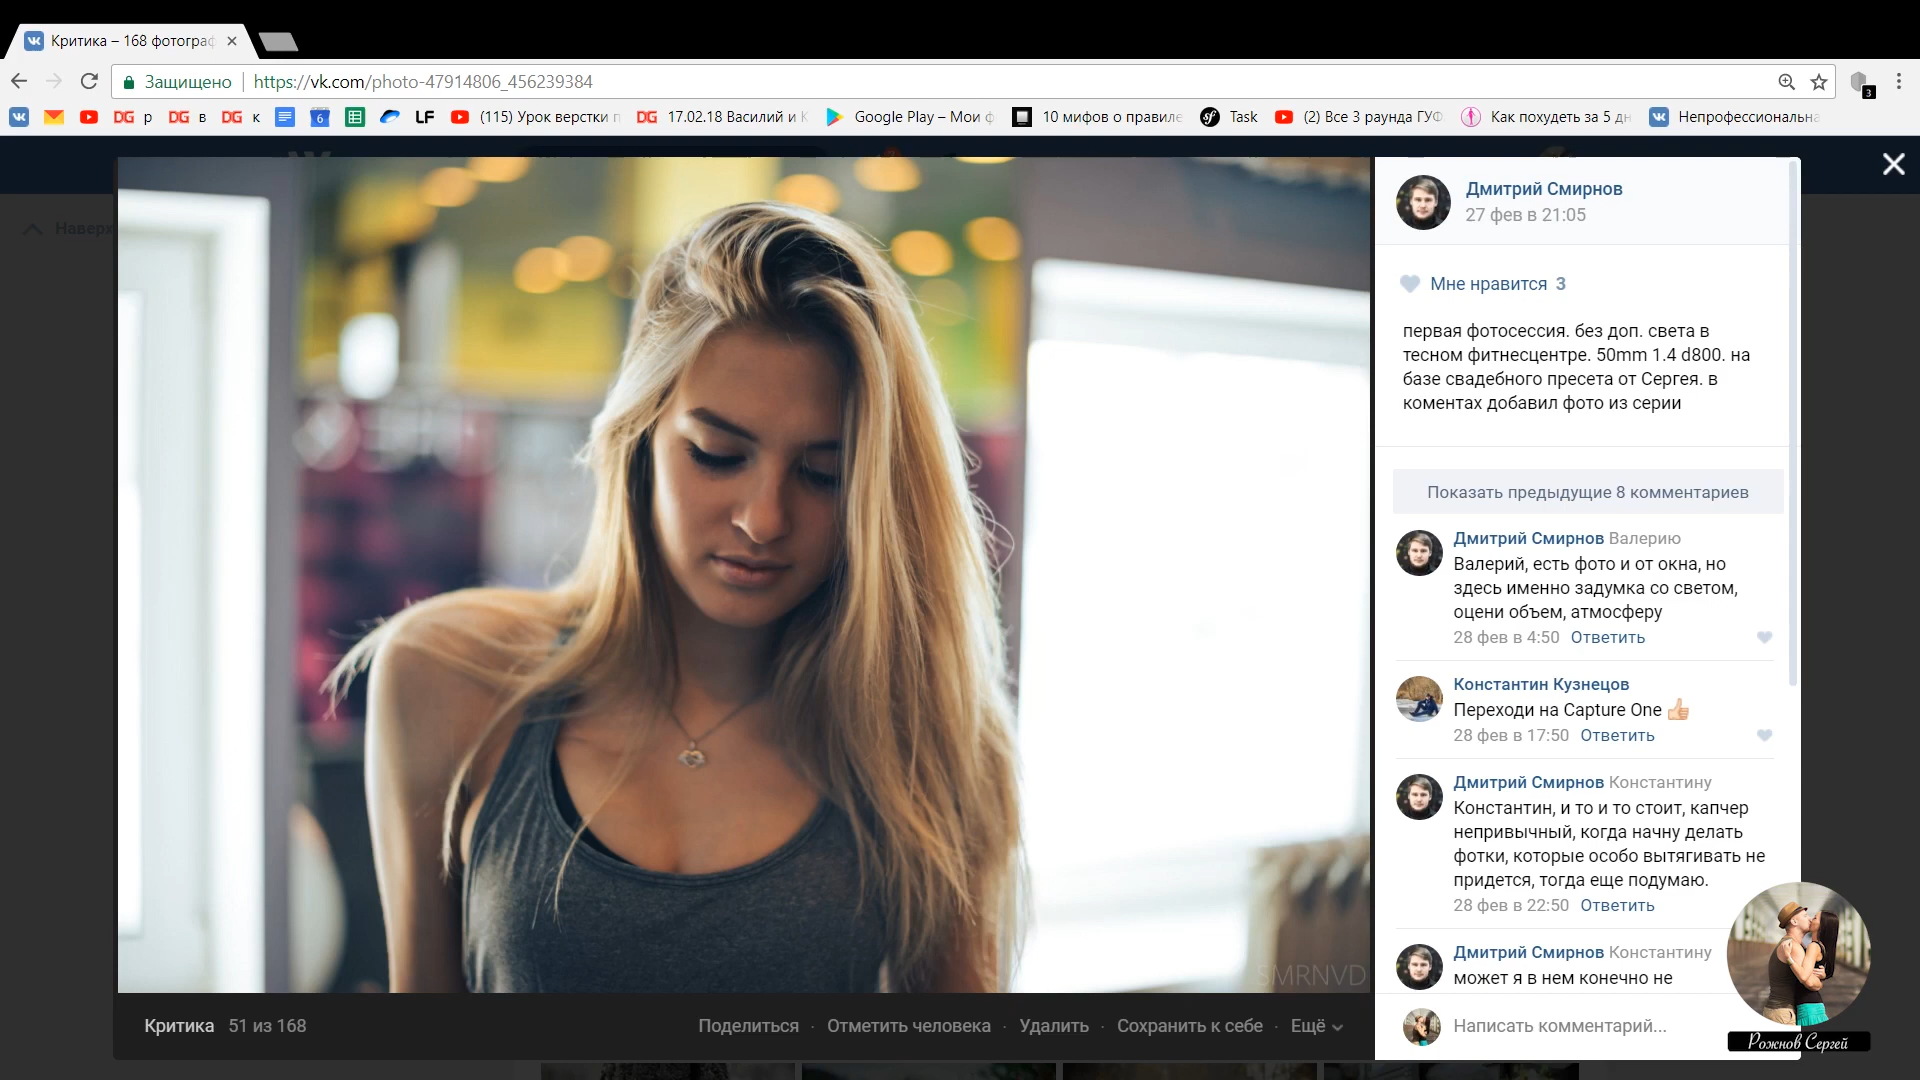 Критика – 168 фотограф
Защищено
https://vk.com/photo-47914806_456239384
3
DG р
DG в
DG к
6
LF
(115) Урок верстки
DG 17.02.18 Василий и К
Google Play – Мои ф
10 мифов о правиле
Task
(2) Все 3 раунда ГУФ
Как похудеть за 5 дн
Непрофессиональна
Наверх
SMRNVD
Критика 51 из 168
Поделиться · Отметить человека · Удалить · Сохранить к себе · Ещё
Дмитрий Смирнов
27 фев в 21:05
Мне нравится 3
первая фотосессия. без доп. света в
тесном фитнесцентре. 50mm 1.4 d800. на
базе свадебного пресета от Сергея. в
коментах добавил фото из серии
Показать предыдущие 8 комментариев
Дмитрий Смирнов Валерию
Валерий, есть фото и от окна, но
здесь именно задумка со светом,
оцени объем, атмосферу
28 фев в 4:50 Ответить
Константин Кузнецов
Переходи на Capture One 👍🏻
28 фев в 17:50 Ответить
Дмитрий Смирнов Константину
Константин, и то и то стоит, капчер
непривычный, когда начну делать
фотки, которые особо вытягивать не
придется, тогда еще подумаю.
28 фев в 22:50 Ответить
Дмитрий Смирнов Константину
может я в нем конечно не
Написать комментарий...
Рожнов Сергей